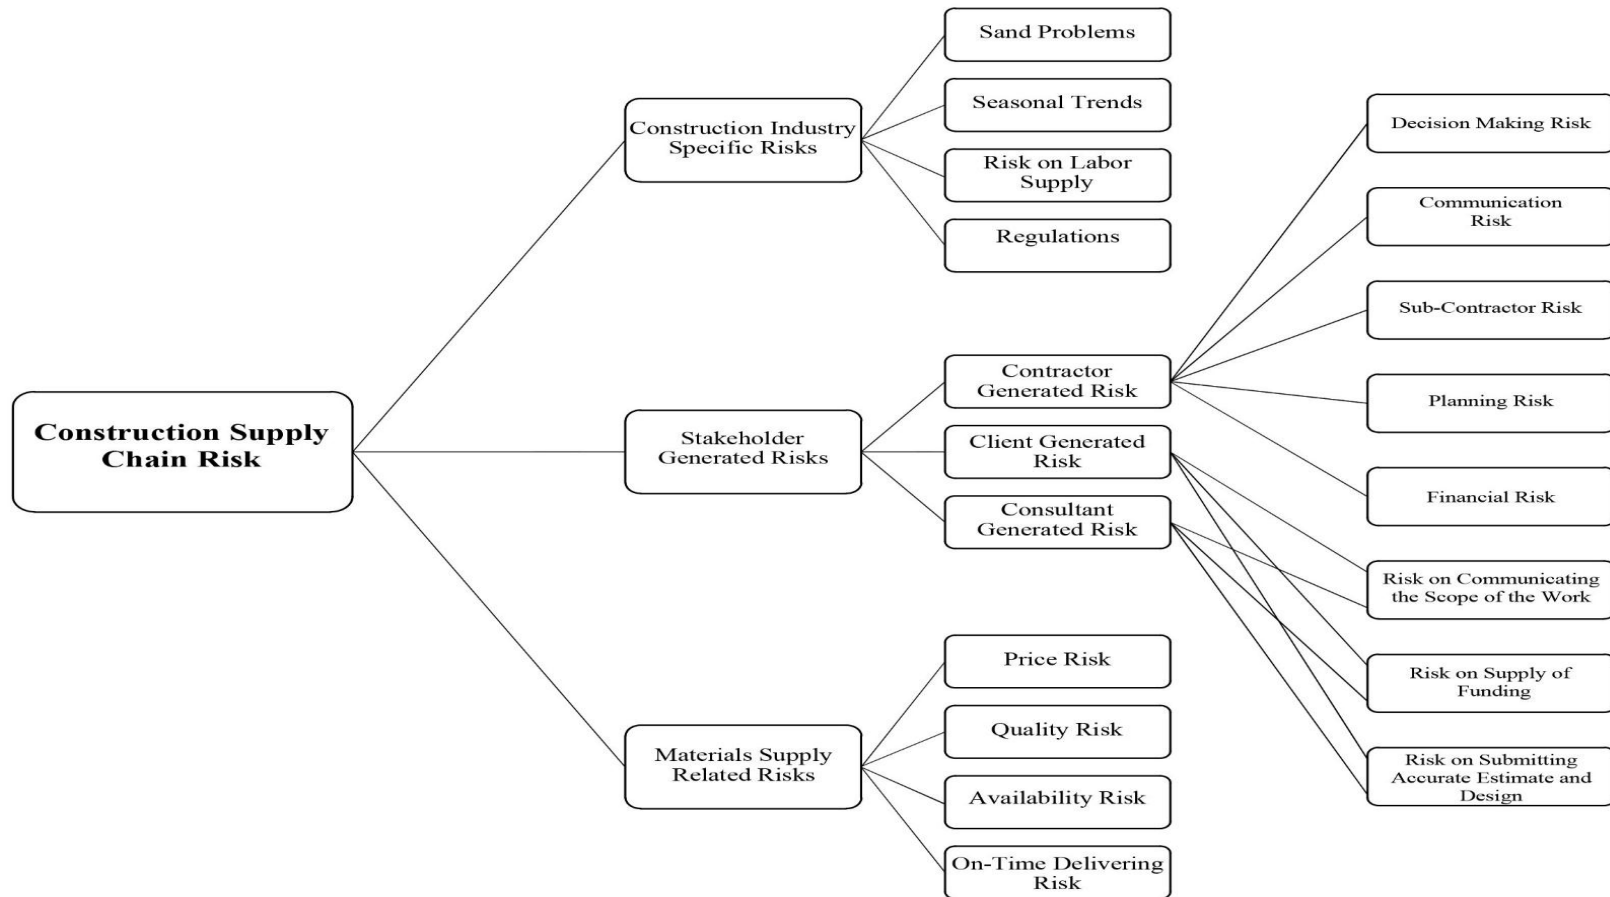 Construction Supply
Chain Risk
Construction Industry
Specific Risks
Stakeholder
Generated Risks
Materials Supply
Related Risks
Sand Problems
Seasonal Trends
Risk on Labor
Supply
Regulations
Contractor
Generated Risk
Client Generated
Risk
Consultant
Generated Risk
Price Risk
Quality Risk
Availability Risk
On-Time Delivering
Risk
Decision Making Risk
Communication
Risk
Sub-Contractor Risk
Planning Risk
Financial Risk
Risk on Communicating
the Scope of the Work
Risk on Supply of
Funding
Risk on Submitting
Accurate Estimate and
Design